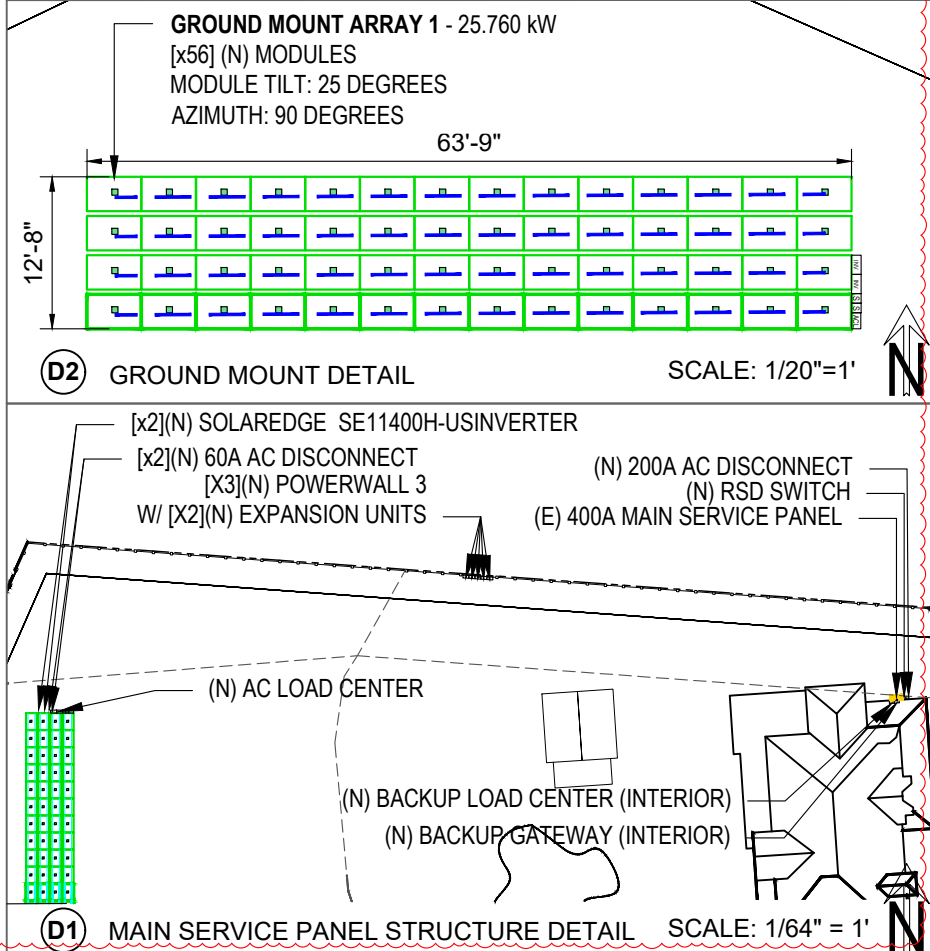 GROUND MOUNT ARRAY 1 - 25.760 kW
[x56] (N) MODULES
MODULE TILT: 25 DEGREES
AZIMUTH: 90 DEGREES
63'-9"
12'-8"
INV
INV
D2 GROUND MOUNT DETAIL
SCALE: 1/20"=1'
N
[x2](N) SOLAREDGE SE11400H-USINVERTER
[x2](N) 60A AC DISCONNECT
[X3](N) POWERWALL 3
W/ [X2](N) EXPANSION UNITS
(N) 200A AC DISCONNECT
(N) RSD SWITCH
(E) 400A MAIN SERVICE PANEL
(N) AC LOAD CENTER
(N) BACKUP LOAD CENTER (INTERIOR)
(N) BACKUP GATEWAY (INTERIOR)
D1 MAIN SERVICE PANEL STRUCTURE DETAIL
SCALE: 1/64" = 1'
N